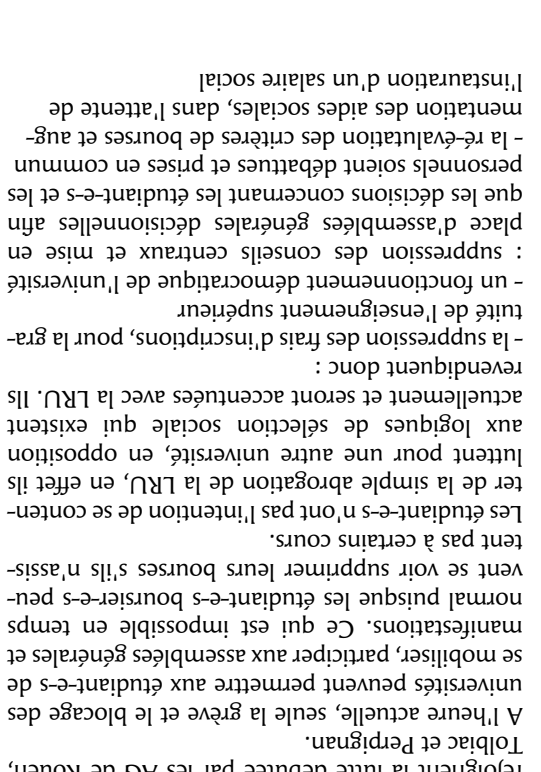 rejoignent la lutte débutée par les AG de Rouen,
Tolbiac et Perpignan.
A l'heure actuelle, seule la grève et le blocage des
universités peuvent permettre aux étudiant-e-s de
se mobiliser, participer aux assemblées générales et
manifestations. Ce qui est impossible en temps
normal puisque les étudiant-e-s boursier-e-s peu-
vent se voir supprimer leurs bourses s'ils n'assis-
tent pas à certains cours.
Les étudiant-e-s n'ont pas l'intention de se conten-
ter de la simple abrogation de la LRU, en effet ils
luttent pour une autre université, en opposition
aux logiques de sélection sociale qui existent
actuellement et seront accentuées avec la LRU. Ils
revendiquent donc :
- la suppression des frais d'inscriptions, pour la gra-
tuité de l'enseignement supérieur
- un fonctionnement démocratique de l'université
: suppression des conseils centraux et mise en
place d'assemblées générales décisionnelles afin
que les décisions concernant les étudiant-e-s et les
personnels soient débattues et prises en commun
- la ré-évalutation des critères de bourses et aug-
mentation des aides sociales, dans l'attente de
l'instauration d'un salaire social